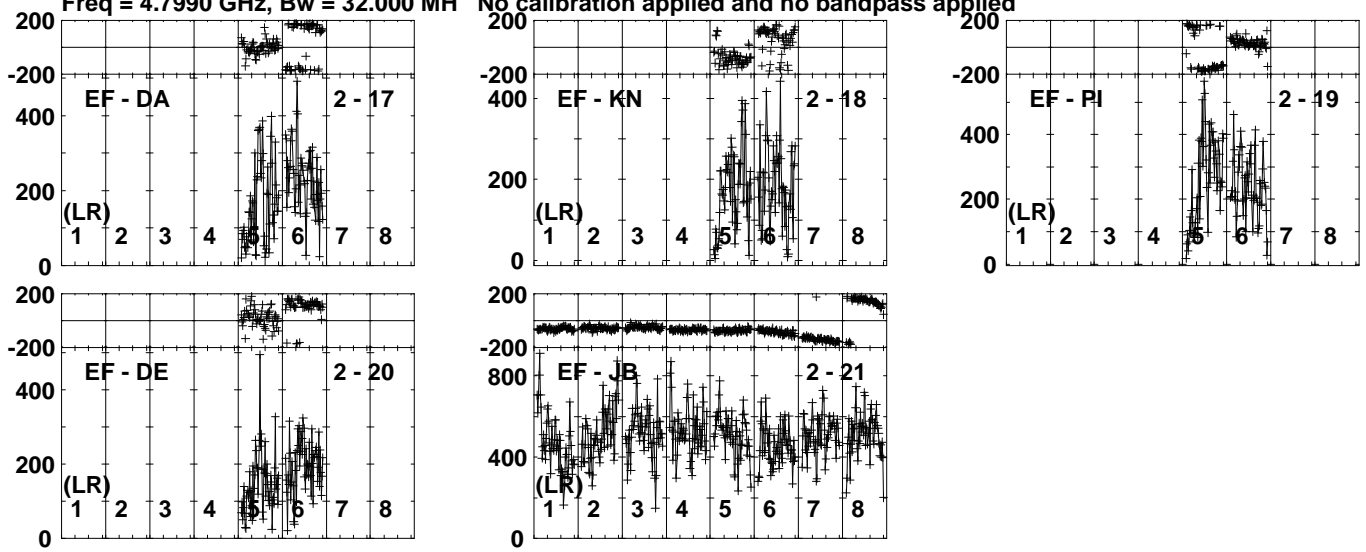 Freq = 4.7990 GHz, Bw = 32.000 MH No calibration applied and no bandpass applied
200
-200
EF - DA 2 - 17
400
200
(LR)
0
1 2 3 4 5 6 7 8
200
-200
EF - KN 2 - 18
400
200
(LR)
0
1 2 3 4 5 6 7 8
200
-200
EF - PI 2 - 19
400
200
(LR)
0
1 2 3 4 5 6 7 8
200
-200
EF - DE 2 - 20
400
200
(LR)
0
1 2 3 4 5 6 7 8
200
-200
EF - JB 2 - 21
800
400
(LR)
0
1 2 3 4 5 6 7 8